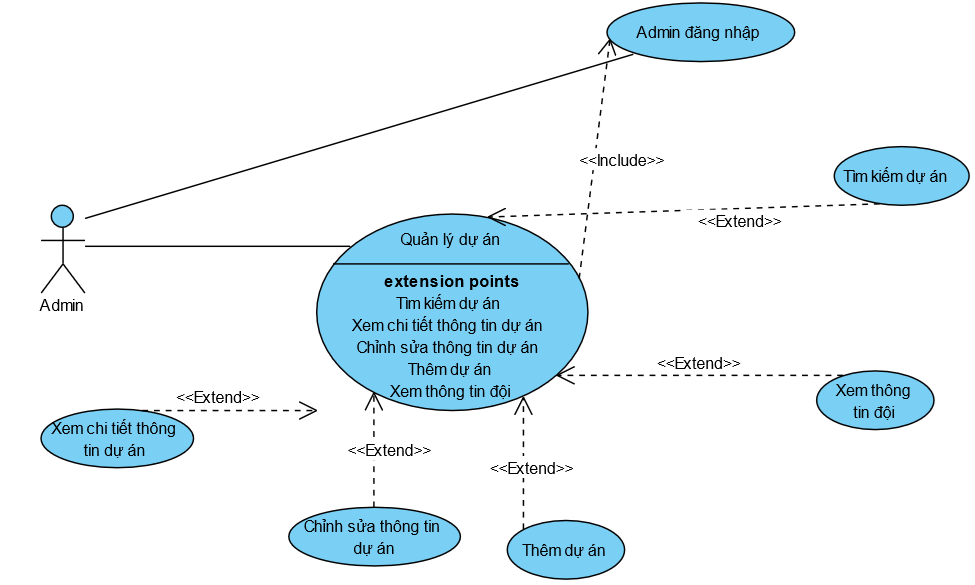 Admin đăng nhập
<<Include>>
Tìm kiếm dự án
<<Extend>>
Quản lý dự án
extension points
Tìm kiếm dự án
Xem chi tiết thông tin dự án
Chỉnh sửa thông tin dự án
Thêm dự án
Xem thông tin đội
Admin
<<Extend>>
Xem thông
tin đội
<<Extend>>
Xem chi tiết thông
tin dự án
<<Extend>>
<<Extend>>
Chỉnh sửa thông tin
dự án
Thêm dự án